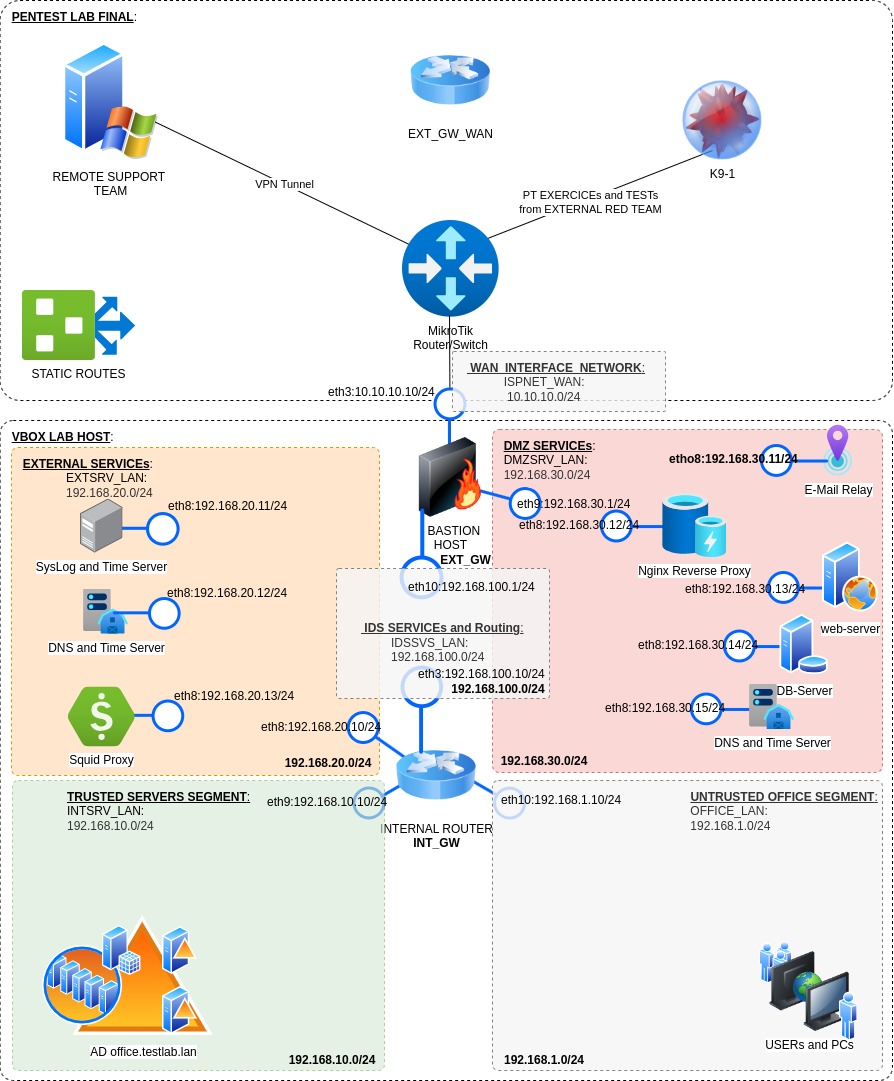 PENTEST LAB FINAL:
EXT_GW_WAN
REMOTE SUPPORT
TEAM
K9-1
VPN Tunnel
PT EXERCICEs and TESTs
from EXTERNAL RED TEAM
MikroTik
Router/Switch
STATIC ROUTES
WAN_INTERFACE_NETWORK:
ISPNET_WAN:
10.10.10.0/24
eth3:10.10.10.10/24
VBOX LAB HOST:
EXTERNAL SERVICEs:
EXTSRV_LAN:
192.168.20.0/24
eth8:192.168.20.11/24
SysLog and Time Server
eth8:192.168.20.12/24
DNS and Time Server
eth8:192.168.20.13/24
Squid Proxy
eth8:192.168.20.10/24
192.168.20.0/24
BASTION
HOST
EXT_GW
eth10:192.168.100.1/24
IDS SERVICEs and Routing:
IDSSVS_LAN:
192.168.100.0/24
eth3:192.168.100.10/24
192.168.100.0/24
DMZ SERVICEs:
DMZSRV_LAN:
192.168.30.0/24
etho8:192.168.30.11/24
E-Mail Relay
eth9:192.168.30.1/24
eth8:192.168.30.12/24
Nginx Reverse Proxy
eth8:192.168.30.13/24
web-server
eth8:192.168.30.14/24
DB-Server
eth8:192.168.30.15/24
DNS and Time Server
192.168.30.0/24
TRUSTED SERVERS SEGMENT:
INTSRV_LAN:
192.168.10.0/24
eth9:192.168.10.10/24
INTERNAL ROUTER
INT_GW
eth10:192.168.1.10/24
UNTRUSTED OFFICE SEGMENT:
OFFICE_LAN:
192.168.1.0/24
AD office.testlab.lan
192.168.10.0/24
USERs and PCs
192.168.1.0/24